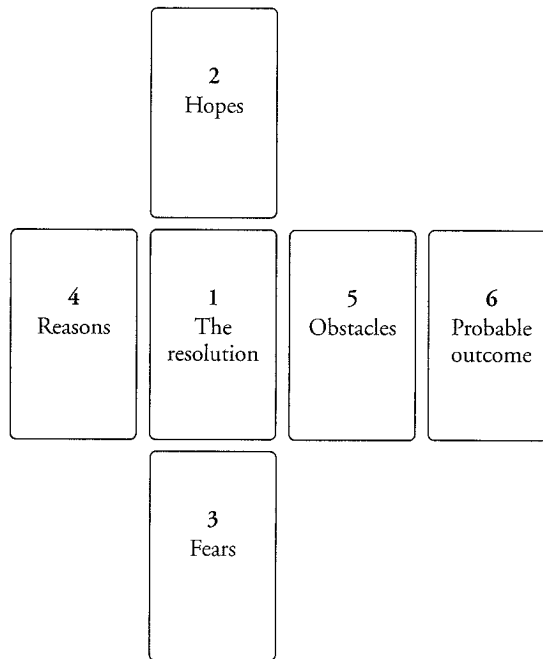 2
Hopes
4
Reasons
1
The
resolution
5
Obstacles
6
Probable
outcome
3
Fears